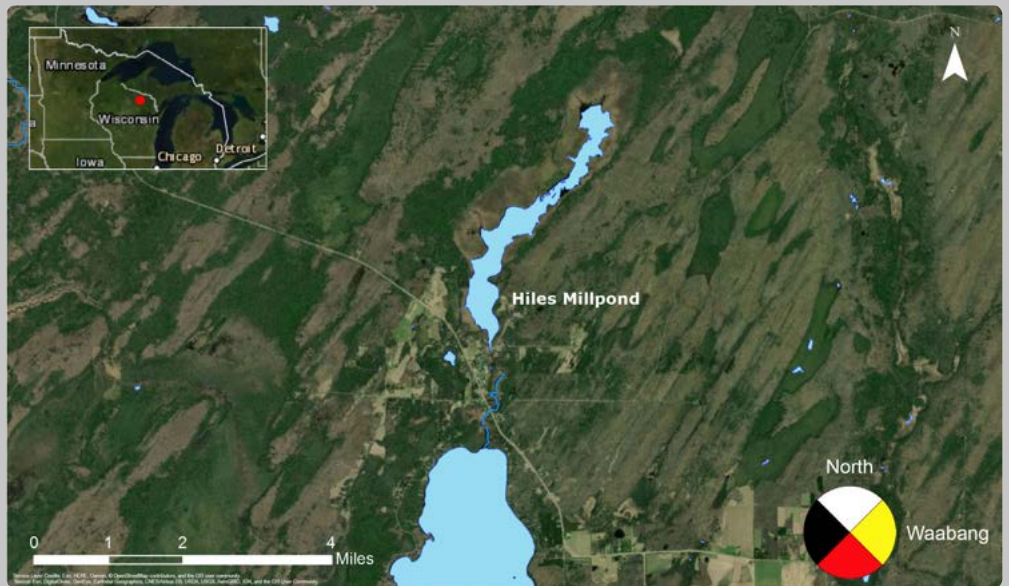 Minnesota
a
Wisconsin
Iowa
Chicago
Detroit
N
Hiles Millpond
North
Waabang
0 1 2 4 Miles